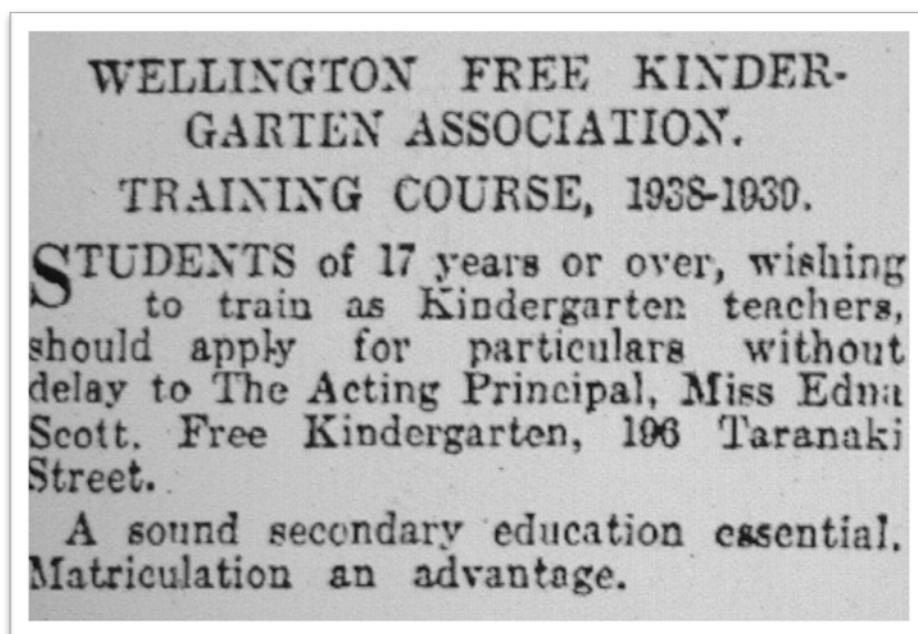 WELLINGTON FREE KINDER-
GARTEN ASSOCIATION.
TRAINING COURSE, 1938-1939.
STUDENTS of 17 years or over, wishing
to train as Kindergarten teachers,
should apply for particulars without
delay to The Acting Principal, Miss Edna
Scott. Free Kindergarten, 196 Taranaki
Street.
A sound secondary education essential.
Matriculation an advantage.